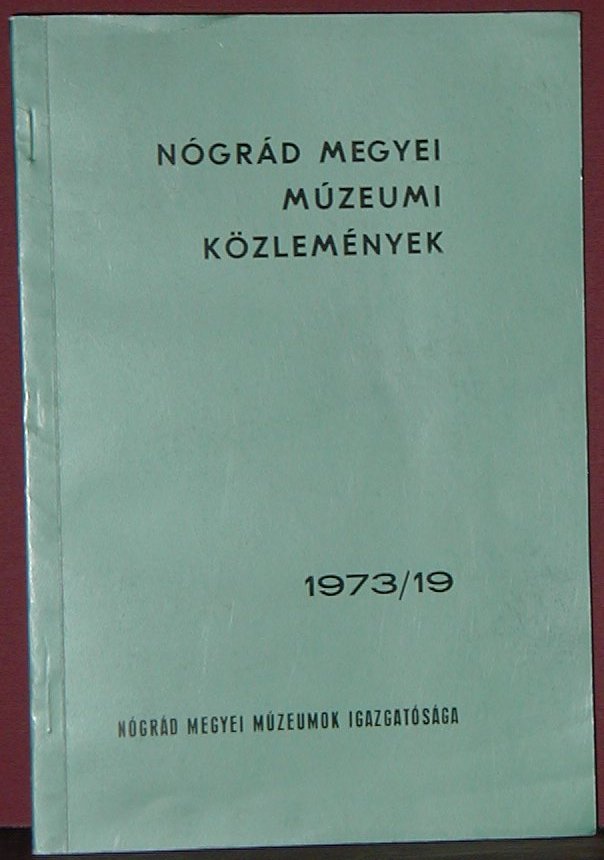 NÓGRÁD MEGYEI
MÚZEUMI
KÖZLEMÉNYEK
1973/19
NÓGRÁD MEGYEI MÚZEUMOK IGAZGATÓSÁGA